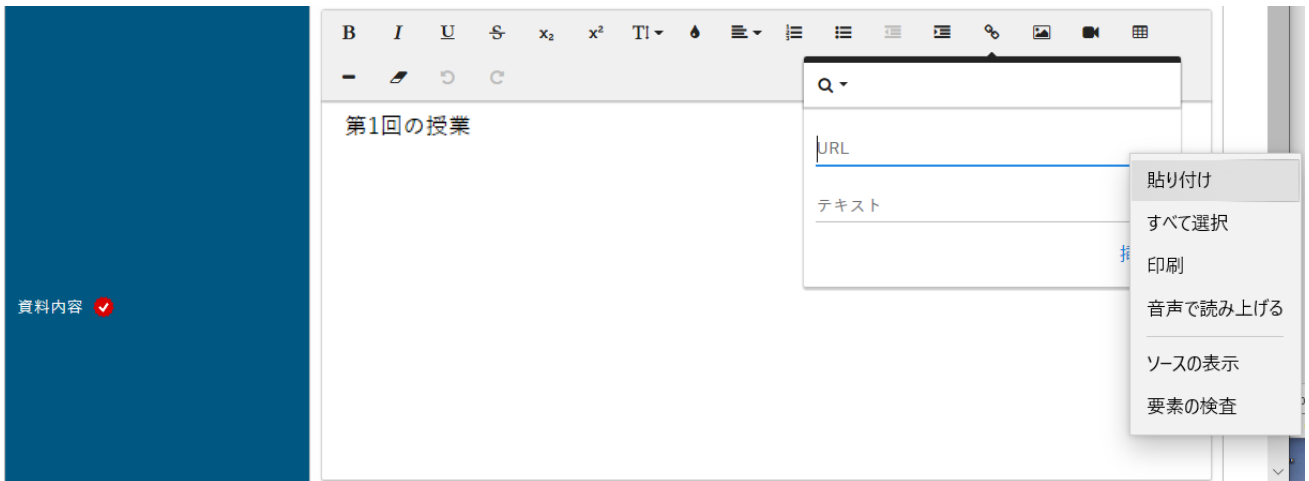 B I U S x₂ x² T!
第1回の授業
URL
テキスト
挿
貼り付け
すべて選択
印刷
音声で読み上げる
ソースの表示
要素の検査
資料内容